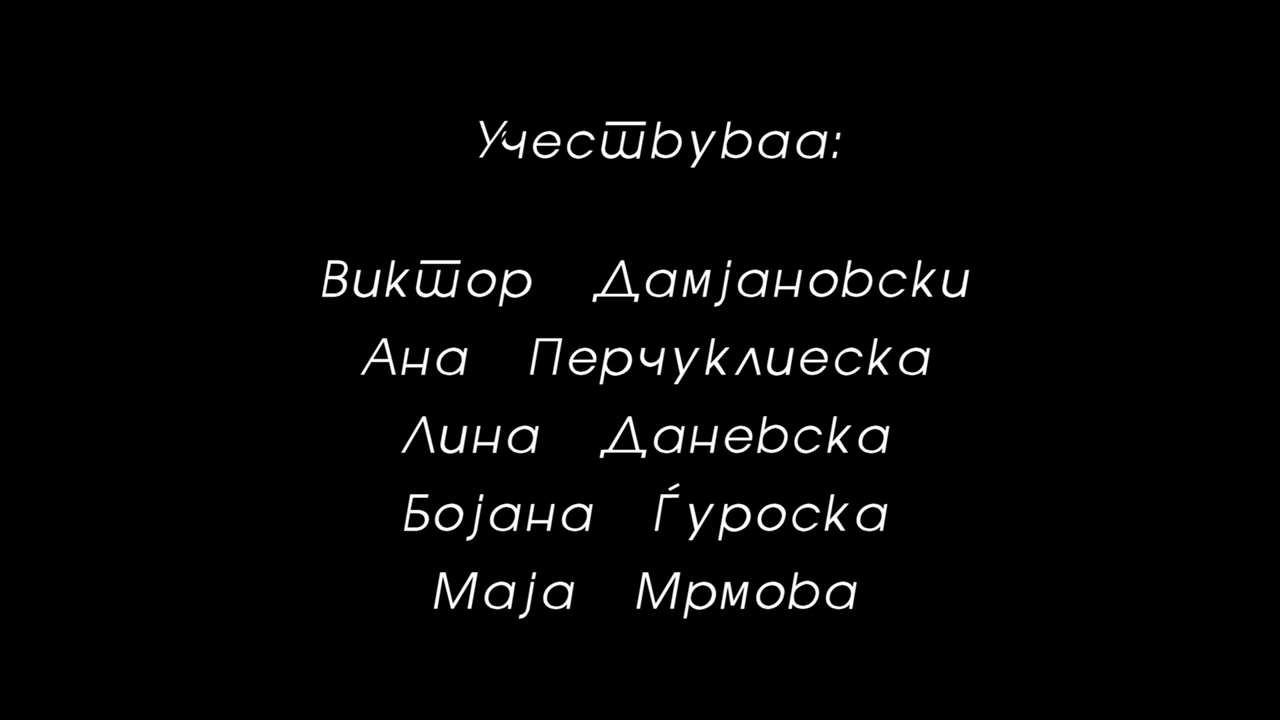 Учествуваа:
Виктор Дамјановски
Ана Перчуклиеска
Лина Даневска
Бојана Ѓуроска
Маја Мрмова